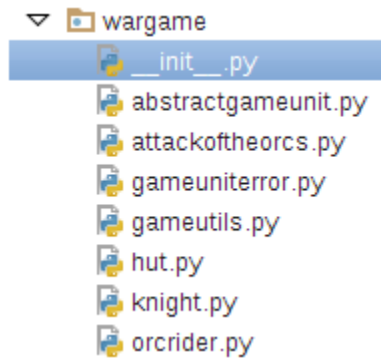 wargame
__init__.py
abstractgameunit.py
attackoftheorcs.py
gameuniterror.py
gameutils.py
hut.py
knight.py
orcrider.py